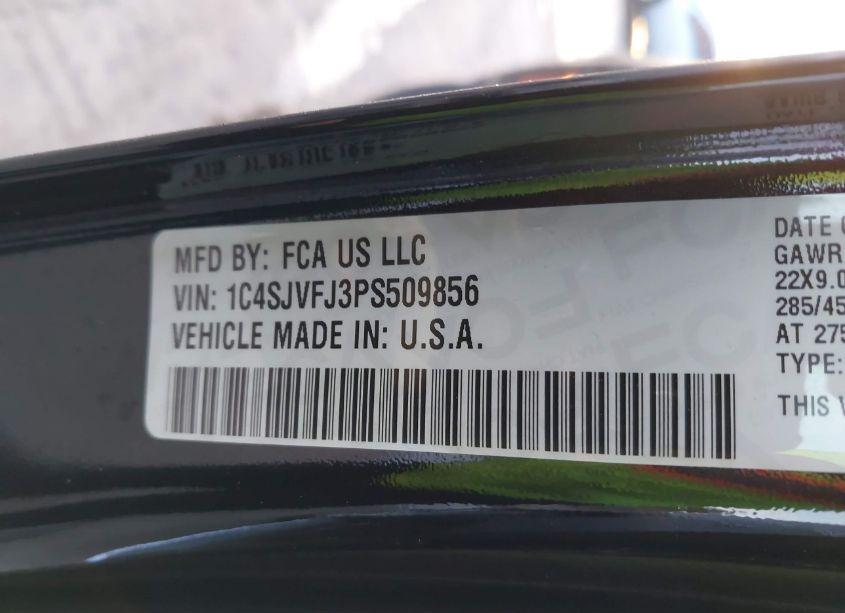 MFD BY: FCA US LLC
VIN: 1C4SJVFJ3PS509856
VEHICLE MADE IN: U.S.A.
DATE O
GAWR
22X9.0
285/45
AT 275
TYPE:
THIS V